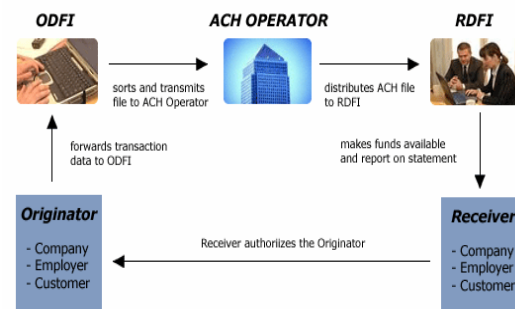 ODFI
ACH OPERATOR
RDFI
sorts and transmits
file to ACH Operator
distributes ACH file
to RDFI
forwards transaction
data to ODFI
makes funds available
and report on statement
Originator
- Company
- Employer
- Customer
Receiver authoriizes the Originator
Receiver
- Company
- Employer
- Customer